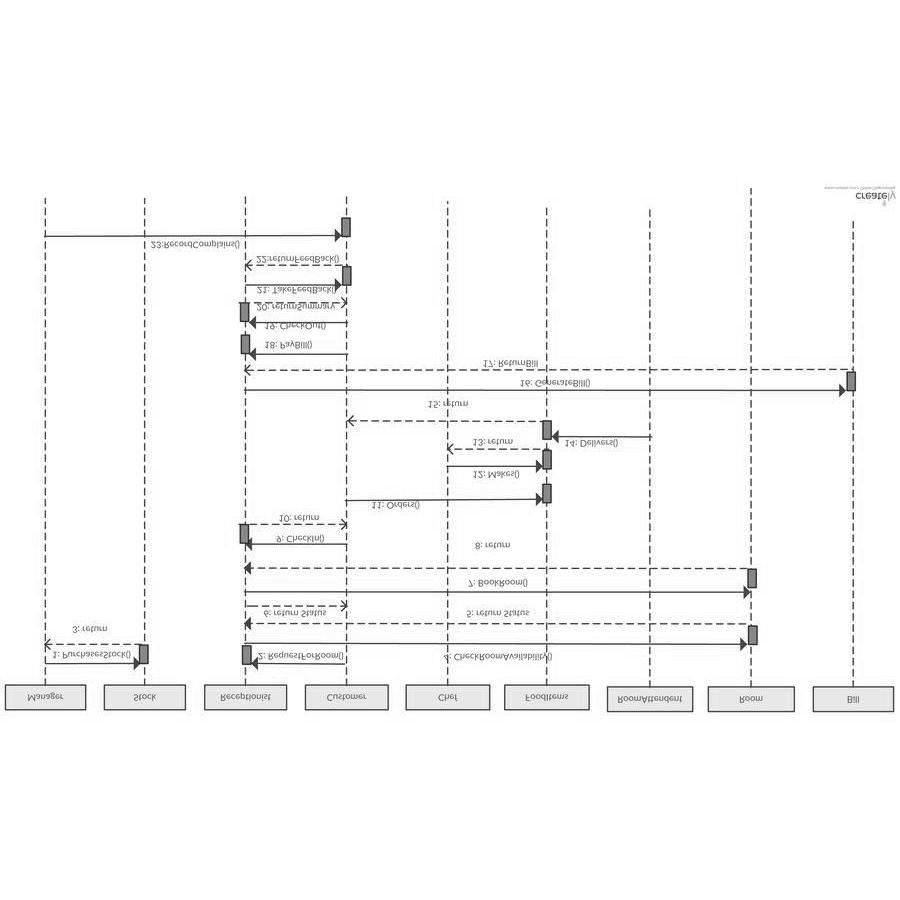 Manager
Stock
Receptionist
Customer
Chef
FoodItems
RoomAttendent
Room
Bill
1: PurchasesStock()
2: RequestForRoom()
4: CheckRoomAvailability()
3: return
6: return Status
5: return Status
7: BookRoom()
8: return
9: CheckIn()
10: return
11: Orders()
12: Makes()
13: return
14: Delivers()
15: return
16: GenerateBill()
17: ReturnBill
18: PayBill()
19: CheckOut()
20: returnSummary
21: TakeFeedBack()
22:returnFeedBack()
23:RecordComplains()
creately